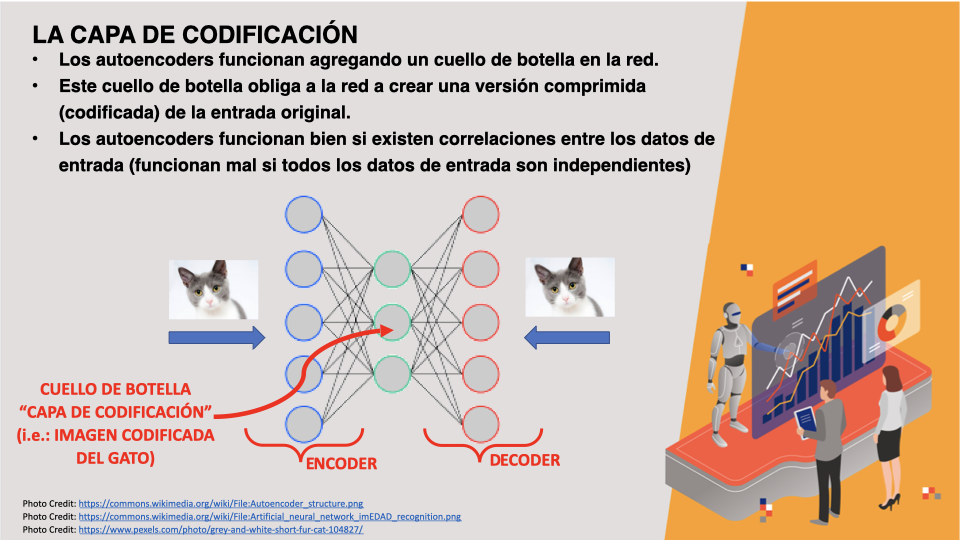 LA CAPA DE CODIFICACIÓN
• Los autoencoders funcionan agregando un cuello de botella en la red.
• Este cuello de botella obliga a la red a crear una versión comprimida
(codificada) de la entrada original.
• Los autoencoders funcionan bien si existen correlaciones entre los datos de
entrada (funcionan mal si todos los datos de entrada son independientes)
CUELLO DE BOTELLA
“CAPA DE CODIFICACIÓN”
(i.e.: IMAGEN CODIFICADA
DEL GATO)
ENCODER
DECODER
Photo Credit: https://commons.wikimedia.org/wiki/File:Autoencoder_structure.png
Photo Credit: https://commons.wikimedia.org/wiki/File:Artificial_neural_network_imEDAD_recognition.png
Photo Credit: https://www.pexels.com/photo/grey-and-white-short-fur-cat-104827/